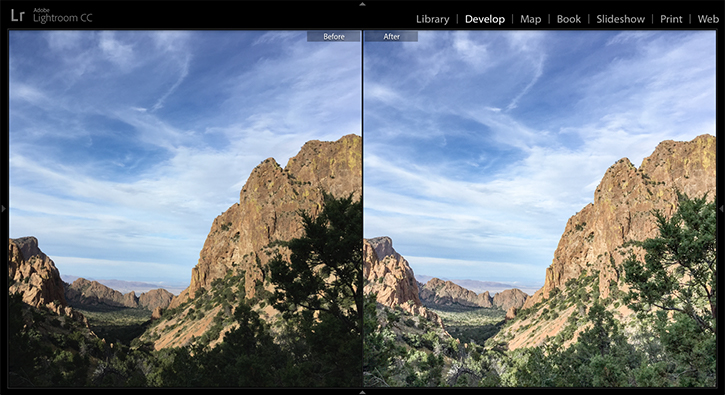 Lr Adobe
Lightroom CC
Library | Develop | Map | Book | Slideshow | Print | Web
Before After